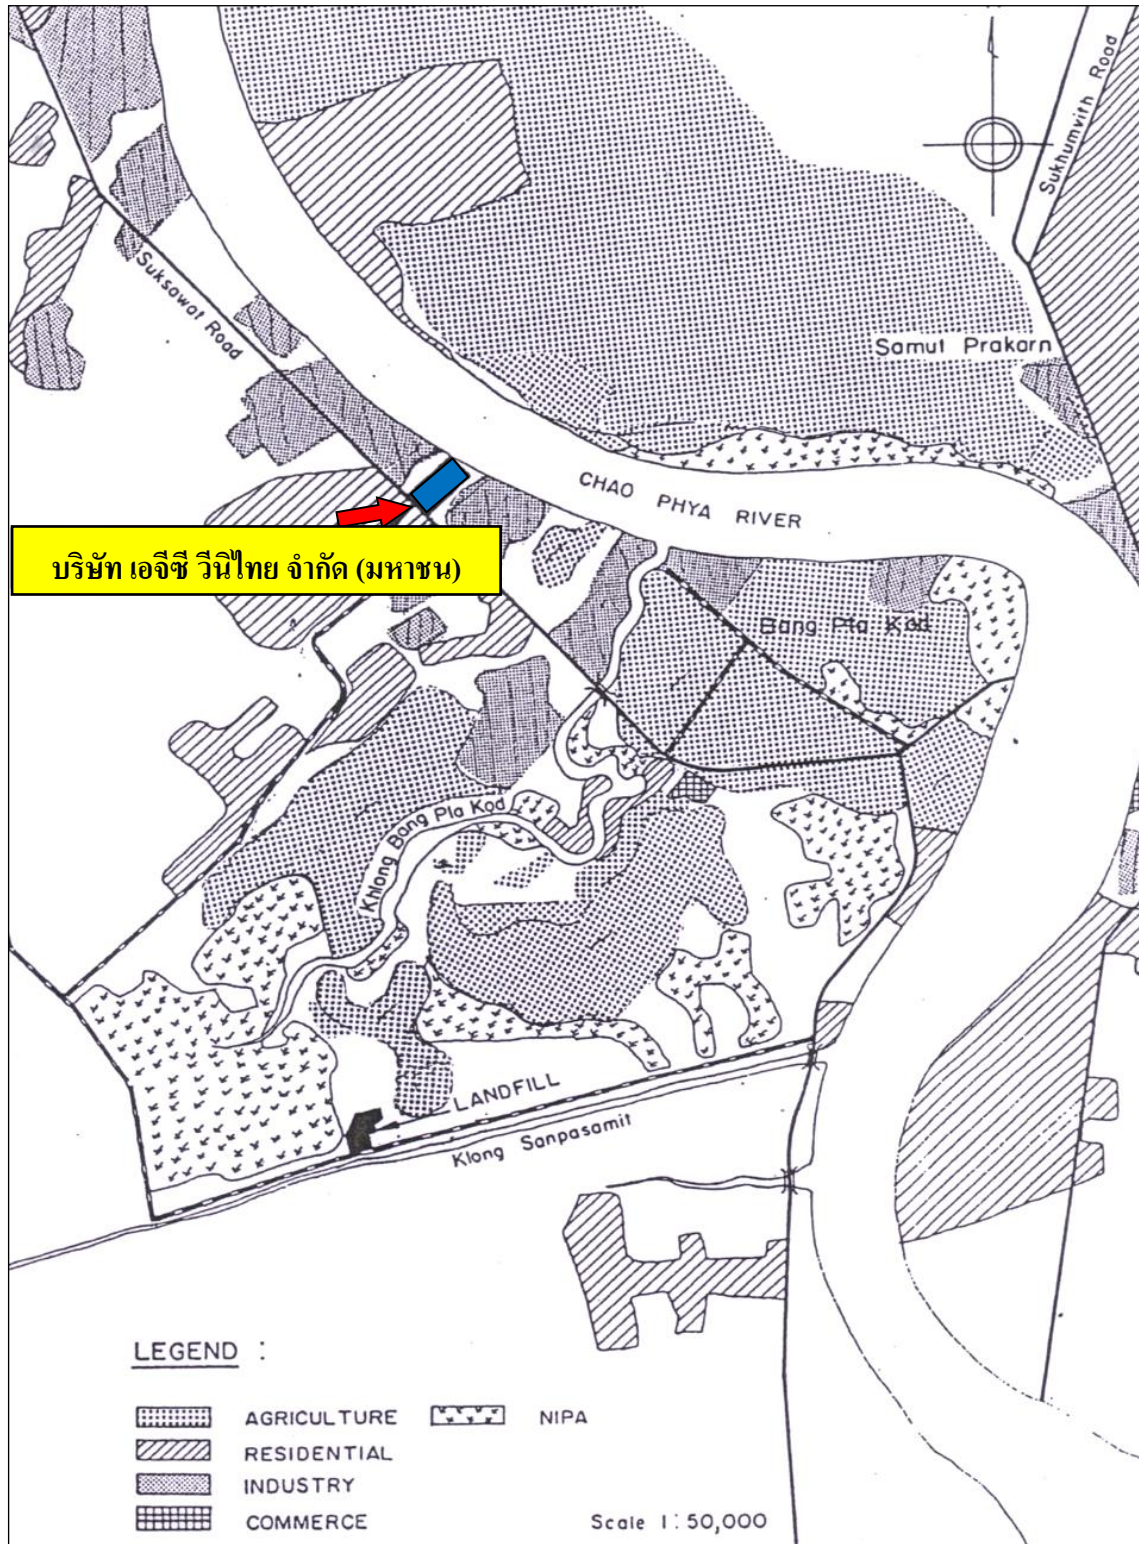 Sukhumvith Road
Suksawat Road
Samut Prakarn
CHAO PHYA RIVER
บริษัท เอจีซี วีนิไทย จำกัด (มหาชน)
Bang Pla Kod
Khlong Bang Pla Kod
LANDFILL
Klong Sanpasamit
LEGEND :
AGRICULTURE NIPA
RESIDENTIAL
INDUSTRY
COMMERCE
Scale 1:50,000